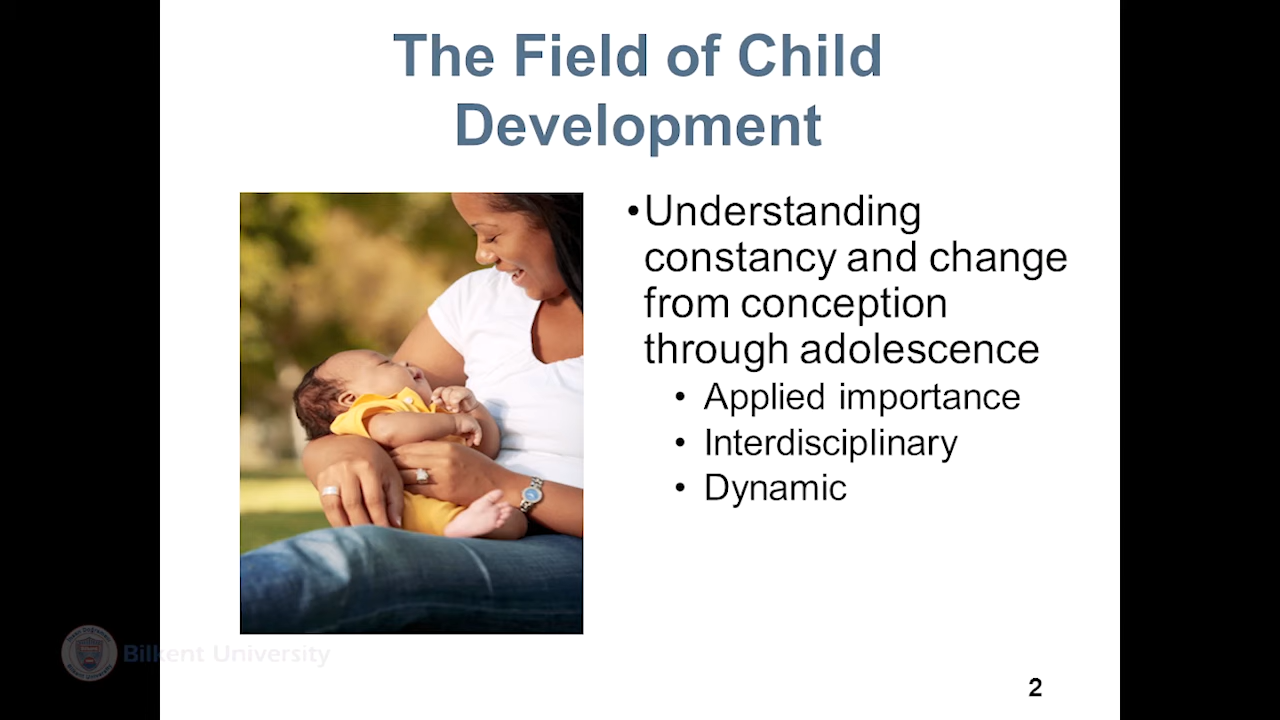 The Field of Child
Development
•Understanding
constancy and change
from conception
through adolescence
• Applied importance
• Interdisciplinary
• Dynamic
Bilkent University
2